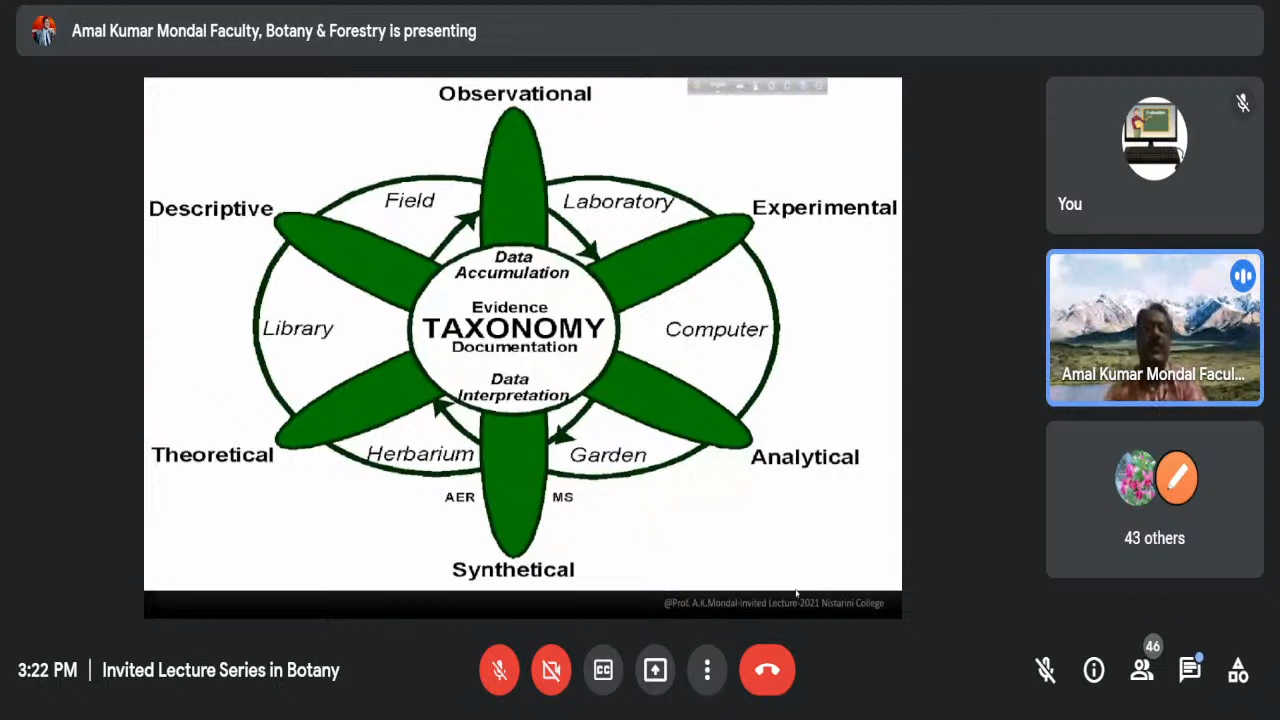 Amal Kumar Mondal Faculty, Botany & Forestry is presenting
Observational
Descriptive
Field
Laboratory
Experimental
Data
Accumulation
Evidence
Library
TAXONOMY
Computer
Documentation
Data
Interpretation
Theoretical
Herbarium
Garden
Analytical
AER
MS
Synthetical
@Prof. A.K.Mondal-Invited Lecture-2021 Nistarini College
You
Amal Kumar Mondal Facul...
43 others
3:22 PM | Invited Lecture Series in Botany
CC
46